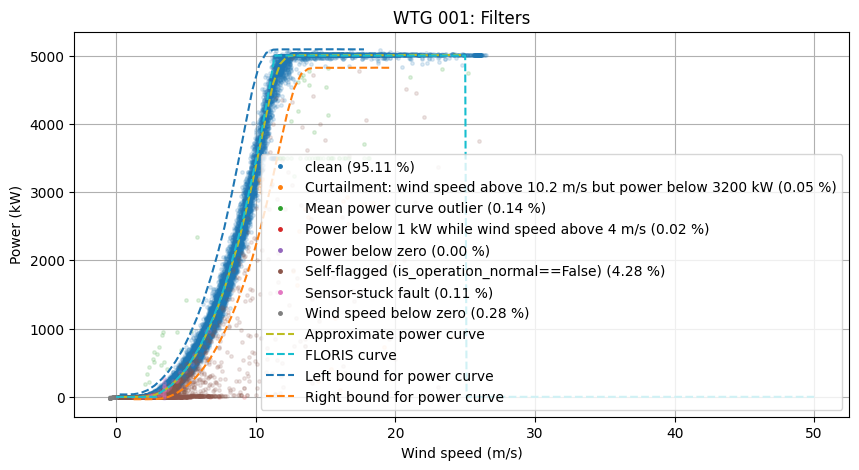 WTG 001: Filters
Power (kW)
5000
4000
3000
2000
1000
0
clean (95.11 %)
Curtailment: wind speed above 10.2 m/s but power below 3200 kW (0.05 %)
Mean power curve outlier (0.14 %)
Power below 1 kW while wind speed above 4 m/s (0.02 %)
Power below zero (0.00 %)
Self-flagged (is_operation_normal==False) (4.28 %)
Sensor-stuck fault (0.11 %)
Wind speed below zero (0.28 %)
Approximate power curve
FLORIS curve
Left bound for power curve
Right bound for power curve
0 10 20 30 40 50
Wind speed (m/s)